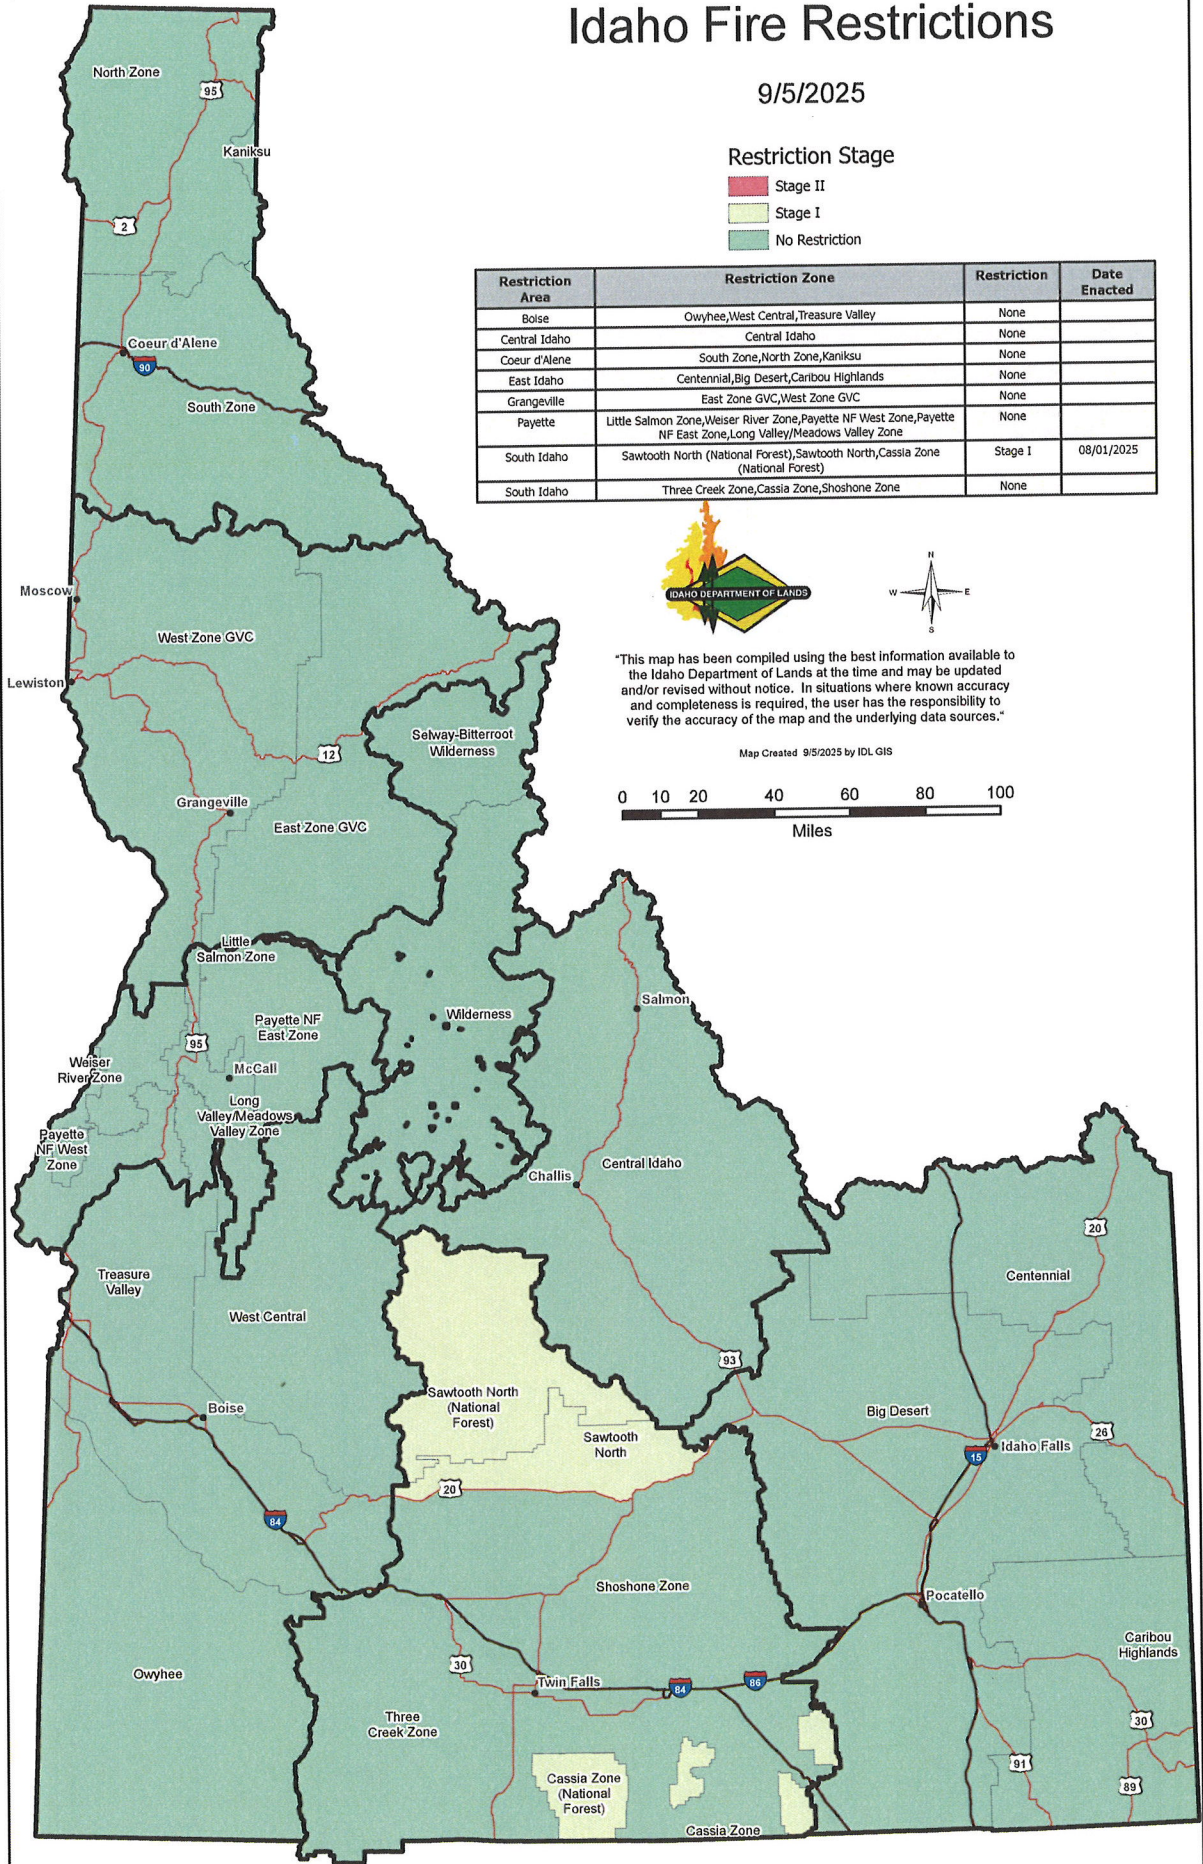 Idaho Fire Restrictions
9/5/2025
Restriction Stage
Stage II
Stage I
No Restriction
Restriction Area | Restriction Zone | Restriction | Date Enacted
Boise | Owyhee,West Central,Treasure Valley | None
Central Idaho | Central Idaho | None
Coeur d'Alene | South Zone,North Zone,Kaniksu | None
East Idaho | Centennial,Big Desert,Caribou Highlands | None
Grangeville | East Zone GVC,West Zone GVC | None
Payette | Little Salmon Zone,Weiser River Zone,Payette NF West Zone,Payette | None
NF East Zone,Long Valley/Meadows Valley Zone
South Idaho | Sawtooth North (National Forest),Sawtooth North,Cassia Zone | Stage I | 08/01/2025
(National Forest)
South Idaho | Three Creek Zone,Cassia Zone,Shoshone Zone | None
IDAHO DEPARTMENT OF LANDS
N
W E
S
"This map has been compiled using the best information available to
the Idaho Department of Lands at the time and may be updated
and/or revised without notice. In situations where known accuracy
and completeness is required, the user has the responsibility to
verify the accuracy of the map and the underlying data sources."
Map Created 9/5/2025 by IDL GIS
0 10 20 40 60 80 100
Miles
North Zone
95
Kaniksu
2
Coeur d'Alene
90
South Zone
Moscow
West Zone GVC
Lewiston
Selway-Bitterroot
Wilderness
12
Grangeville
East Zone GVC
Little
Salmon Zone
Salmon
Wilderness
Payette NF
East Zone
95
Weiser
River Zone
McCall
Long
Valley/Meadows
Valley Zone
Payette
NF West
Zone
Central Idaho
Challis
20
Treasure
Valley
Centennial
West Central
93
Sawtooth North
(National
Forest)
Boise
Big Desert
Sawtooth
North
26
Idaho Falls
15
20
84
Shoshone Zone
Pocatello
Caribou
Highlands
Owyhee
30
Twin Falls
84
86
Three
Creek Zone
30
91
89
Cassia Zone
(National
Forest)
Cassia Zone